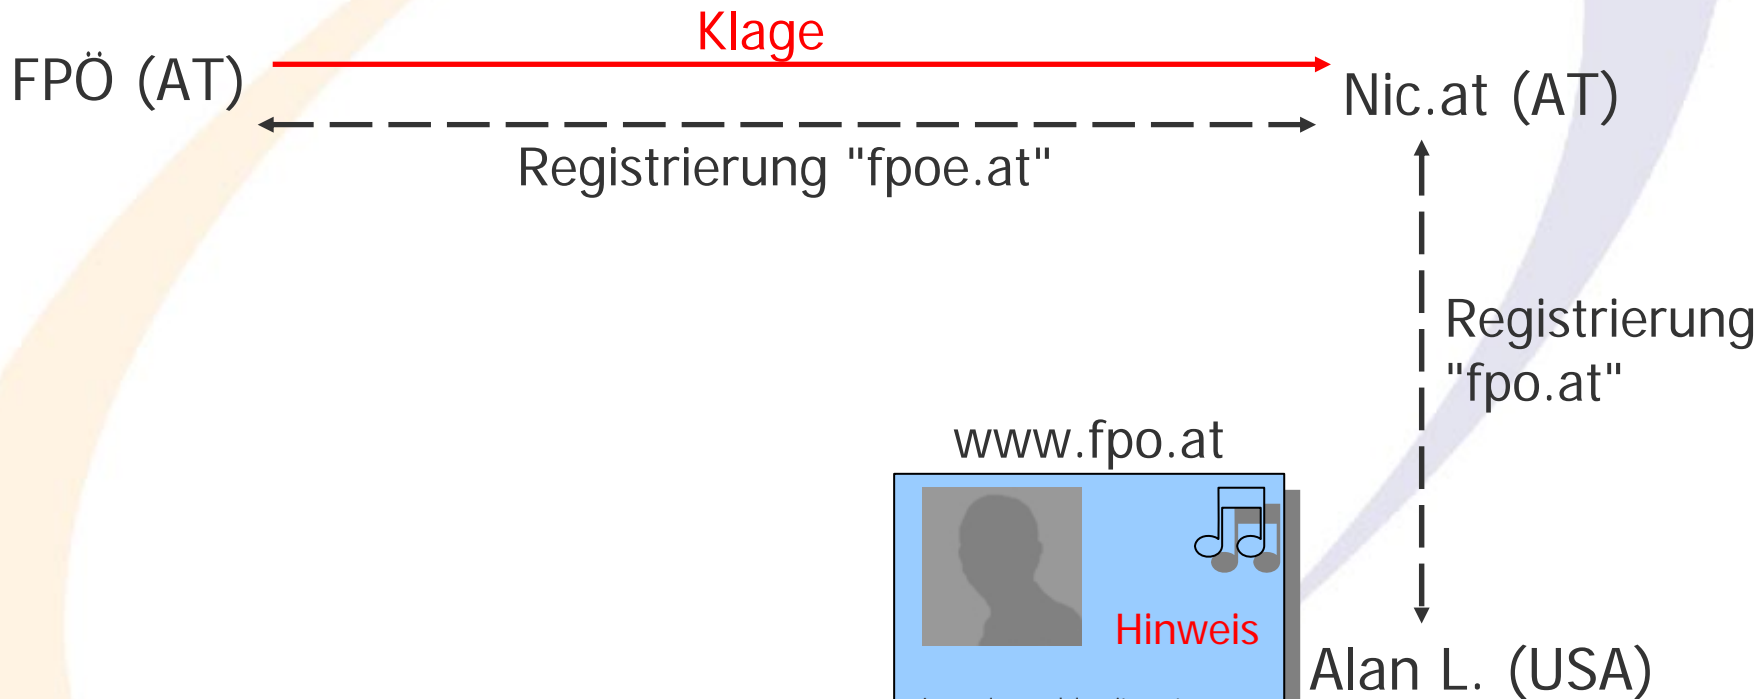 Klage
FPÖ (AT)
Nic.at (AT)
Registrierung "fpoe.at"
Registrierung
"fpo.at"
www.fpo.at
Hinweis
Alan L. (USA)